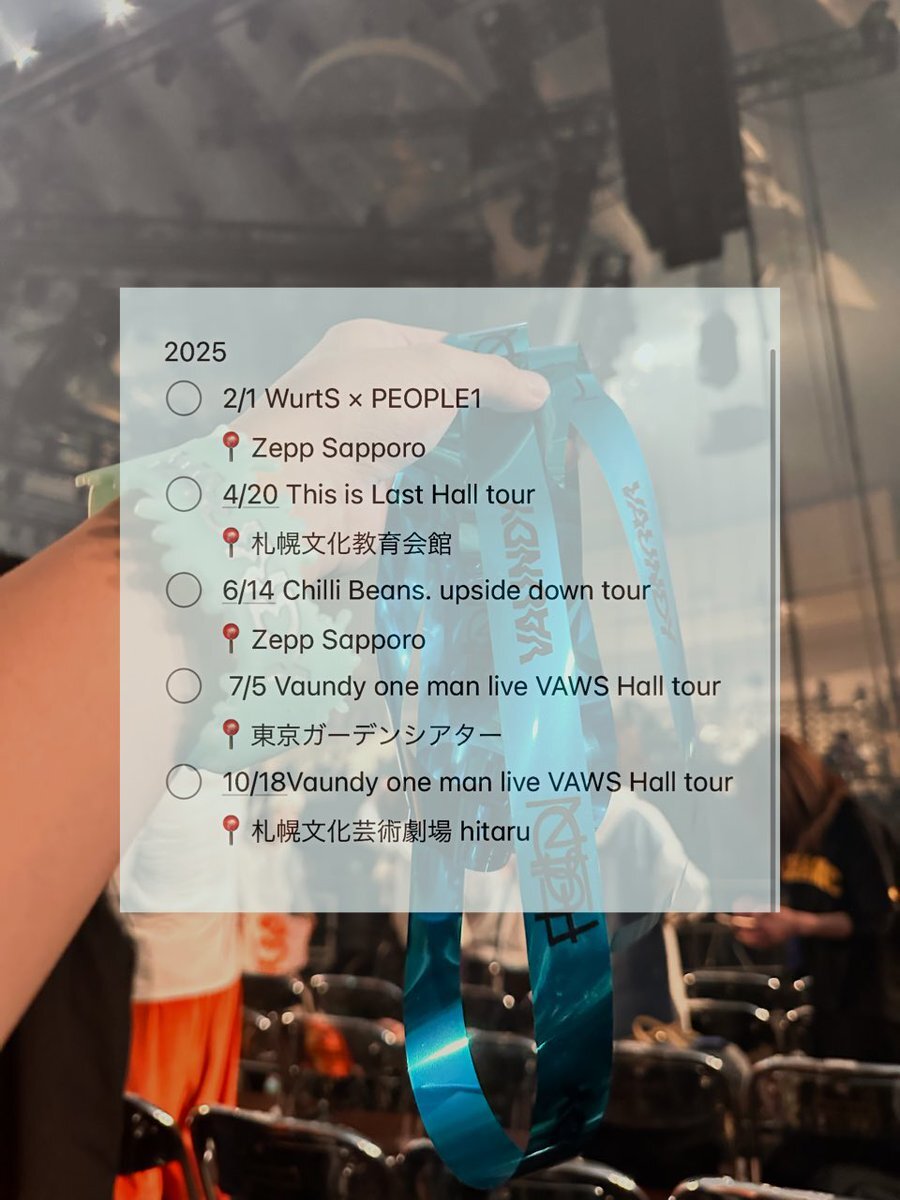 2025
2/1 WurtS × PEOPLE1
📍 Zepp Sapporo
4/20 This is Last Hall tour
📍 札幌文化教育会館
6/14 Chilli Beans. upside down tour
📍 Zepp Sapporo
7/5 Vaundy one man live VAWS Hall tour
📍 東京ガーデンシアター
10/18Vaundy one man live VAWS Hall tour
📍 札幌文化芸術劇場 hitaru
VAUNDY